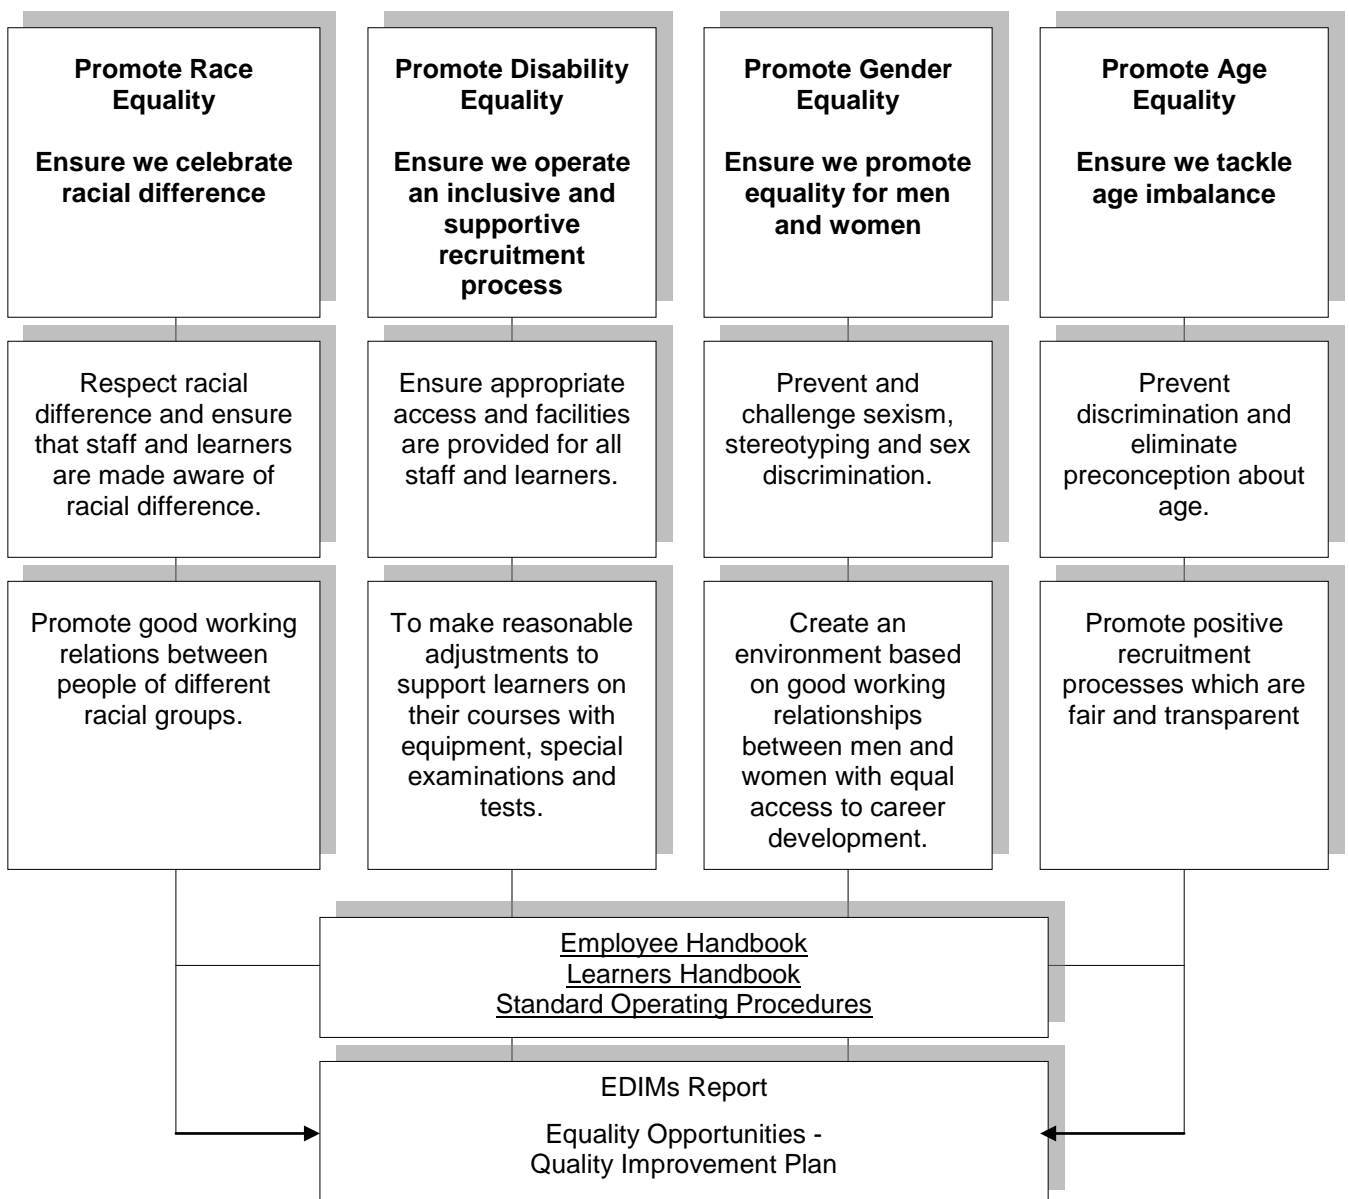 Promote Race
Equality
Ensure we celebrate
racial difference
Promote Disability
Equality
Ensure we operate
an inclusive and
supportive
recruitment
process
Promote Gender
Equality
Ensure we promote
equality for men
and women
Promote Age
Equality
Ensure we tackle
age imbalance
Respect racial
difference and ensure
that staff and learners
are made aware of
racial difference.
Ensure appropriate
access and facilities
are provided for all
staff and learners.
Prevent and
challenge sexism,
stereotyping and sex
discrimination.
Prevent
discrimination and
eliminate
preconception about
age.
Promote good working
relations between
people of different
racial groups.
To make reasonable
adjustments to
support learners on
their courses with
equipment, special
examinations and
tests.
Create an
environment based
on good working
relationships
between men and
women with equal
access to career
development.
Promote positive
recruitment
processes which are
fair and transparent
Employee Handbook
Learners Handbook
Standard Operating Procedures
EDIMs Report
Equality Opportunities -
Quality Improvement Plan